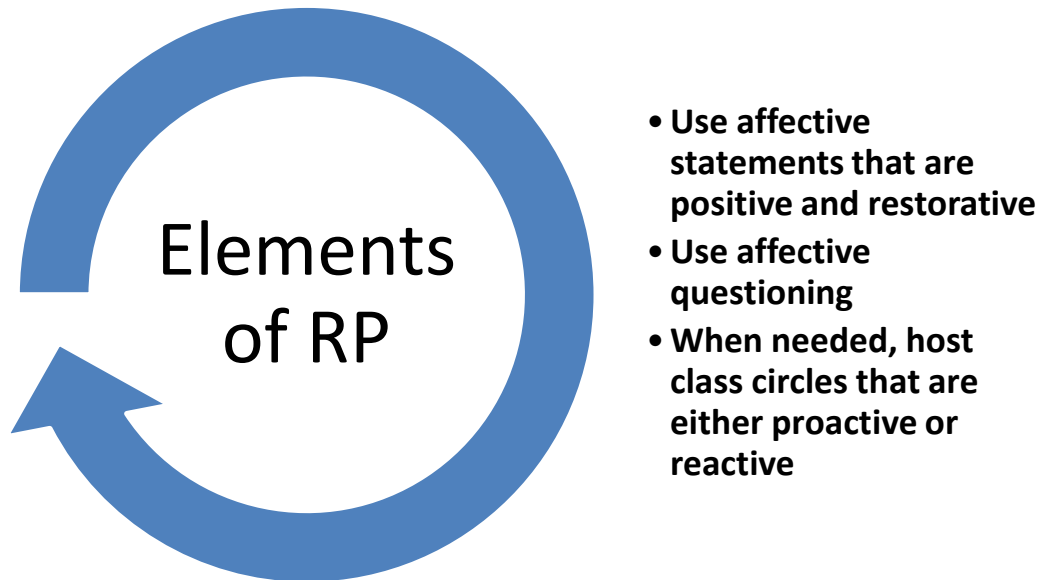 Elements
of RP
• Use affective
statements that are
positive and restorative
• Use affective
questioning
• When needed, host
class circles that are
either proactive or
reactive